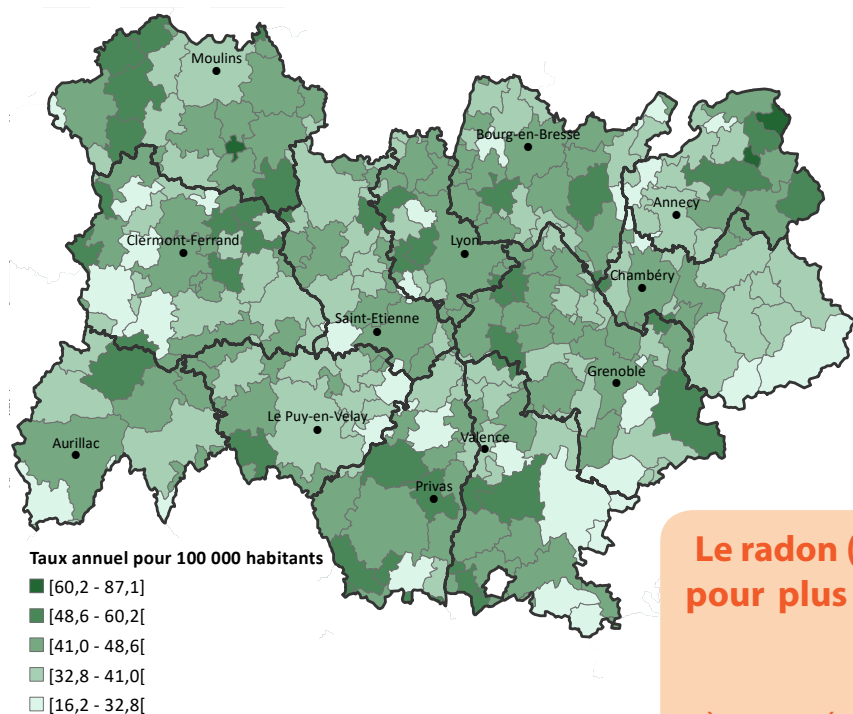 Moulins
Bourg-en-Bresse
Annecy
Clermont-Ferrand
Lyon
Chambéry
Saint-Etienne
Grenoble
Le Puy-en-Velay
Aurillac
Valence
Privas
Taux annuel pour 100 000 habitants
[60,2 - 87,1]
[48,6 - 60,2[
[41,0 - 48,6[
[32,8 - 41,0[
[16,2 - 32,8[
Le radon (
pour plus